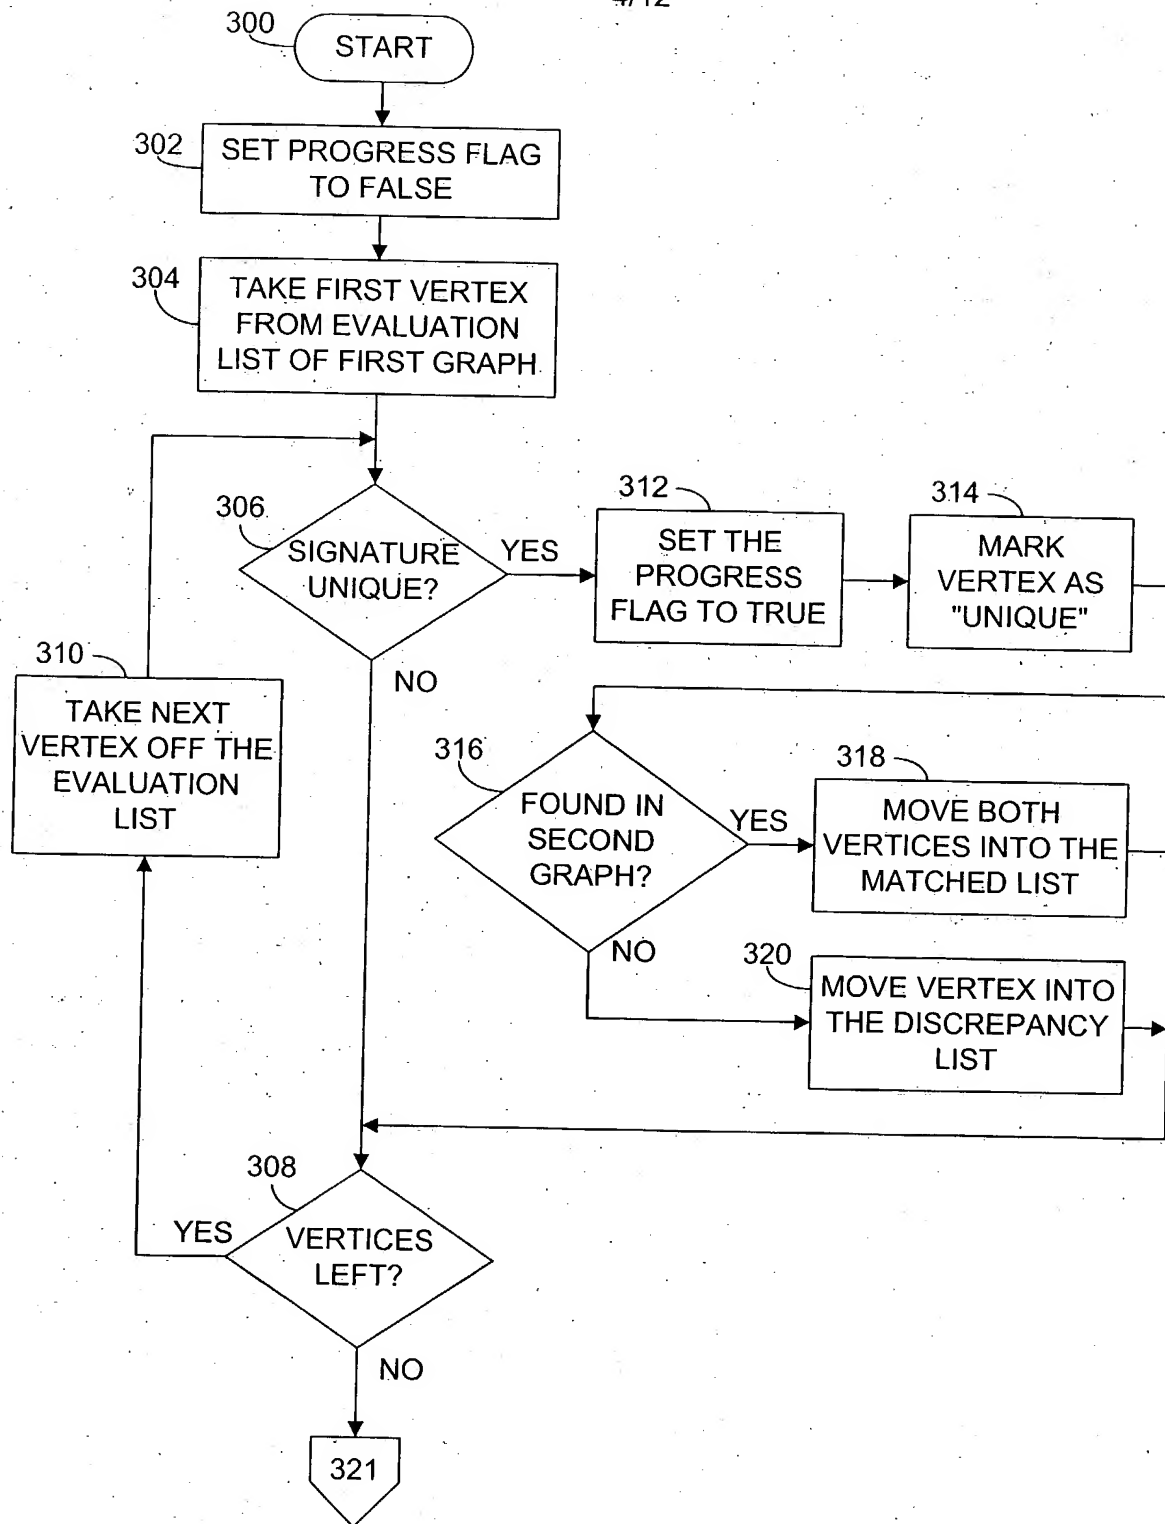 4/12
300
START
302
SET PROGRESS FLAG
TO FALSE
304
TAKE FIRST VERTEX
FROM EVALUATION
LIST OF FIRST GRAPH
306
SIGNATURE
UNIQUE?
YES
NO
312
SET THE
PROGRESS
FLAG TO TRUE
314
MARK
VERTEX AS
"UNIQUE"
310
TAKE NEXT
VERTEX OFF THE
EVALUATION
LIST
316
FOUND IN
SECOND
GRAPH?
YES
NO
318
MOVE BOTH
VERTICES INTO THE
MATCHED LIST
320
MOVE VERTEX INTO
THE DISCREPANCY
LIST
308
VERTICES
LEFT?
YES
NO
321